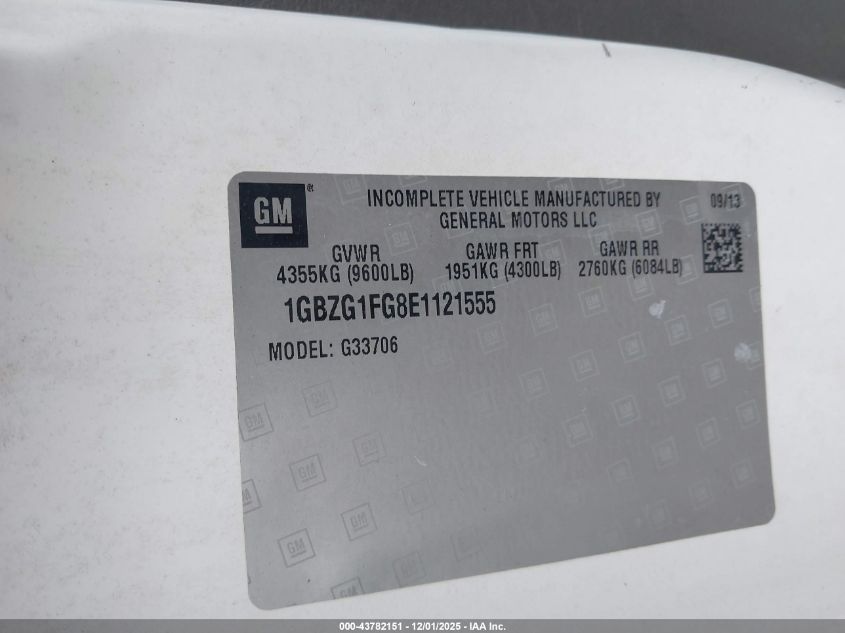 GM®
INCOMPLETE VEHICLE MANUFACTURED BY
GENERAL MOTORS LLC
09/13
GVWR
4355KG (9600LB)
GAWR FRT
1951KG (4300LB)
GAWR RR
2760KG (6084LB)
1GBZG1FG8E1121555
MODEL: G33706
000-43782151 - 12/01/2025 - IAA Inc.